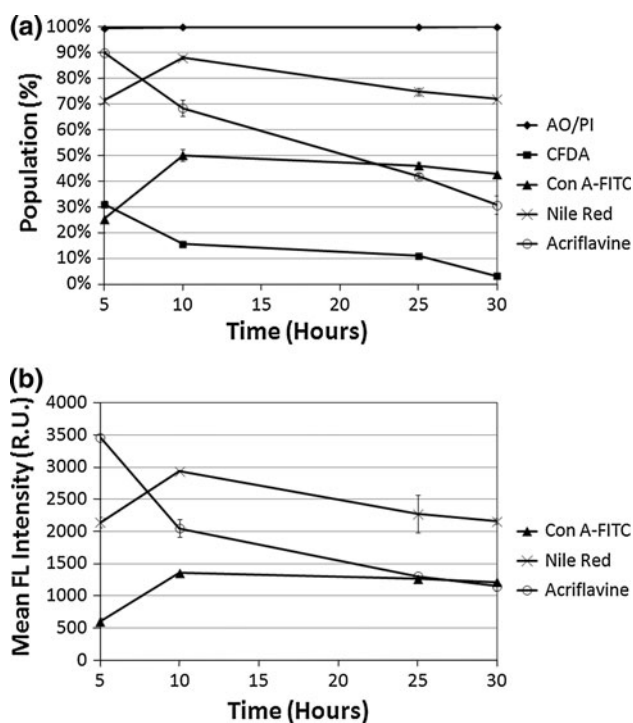 (a)
Population (%)
100%
90%
80%
70%
60%
50%
40%
30%
20%
10%
0%
5
10
15
20
25
30
Time (Hours)
AO/PI
CFDA
Con A-FITC
Nile Red
Acriflavine
(b)
Mean FL Intensity (R.U.)
4000
3500
3000
2500
2000
1500
1000
500
0
5
10
15
20
25
30
Time (Hours)
Con A-FITC
Nile Red
Acriflavine